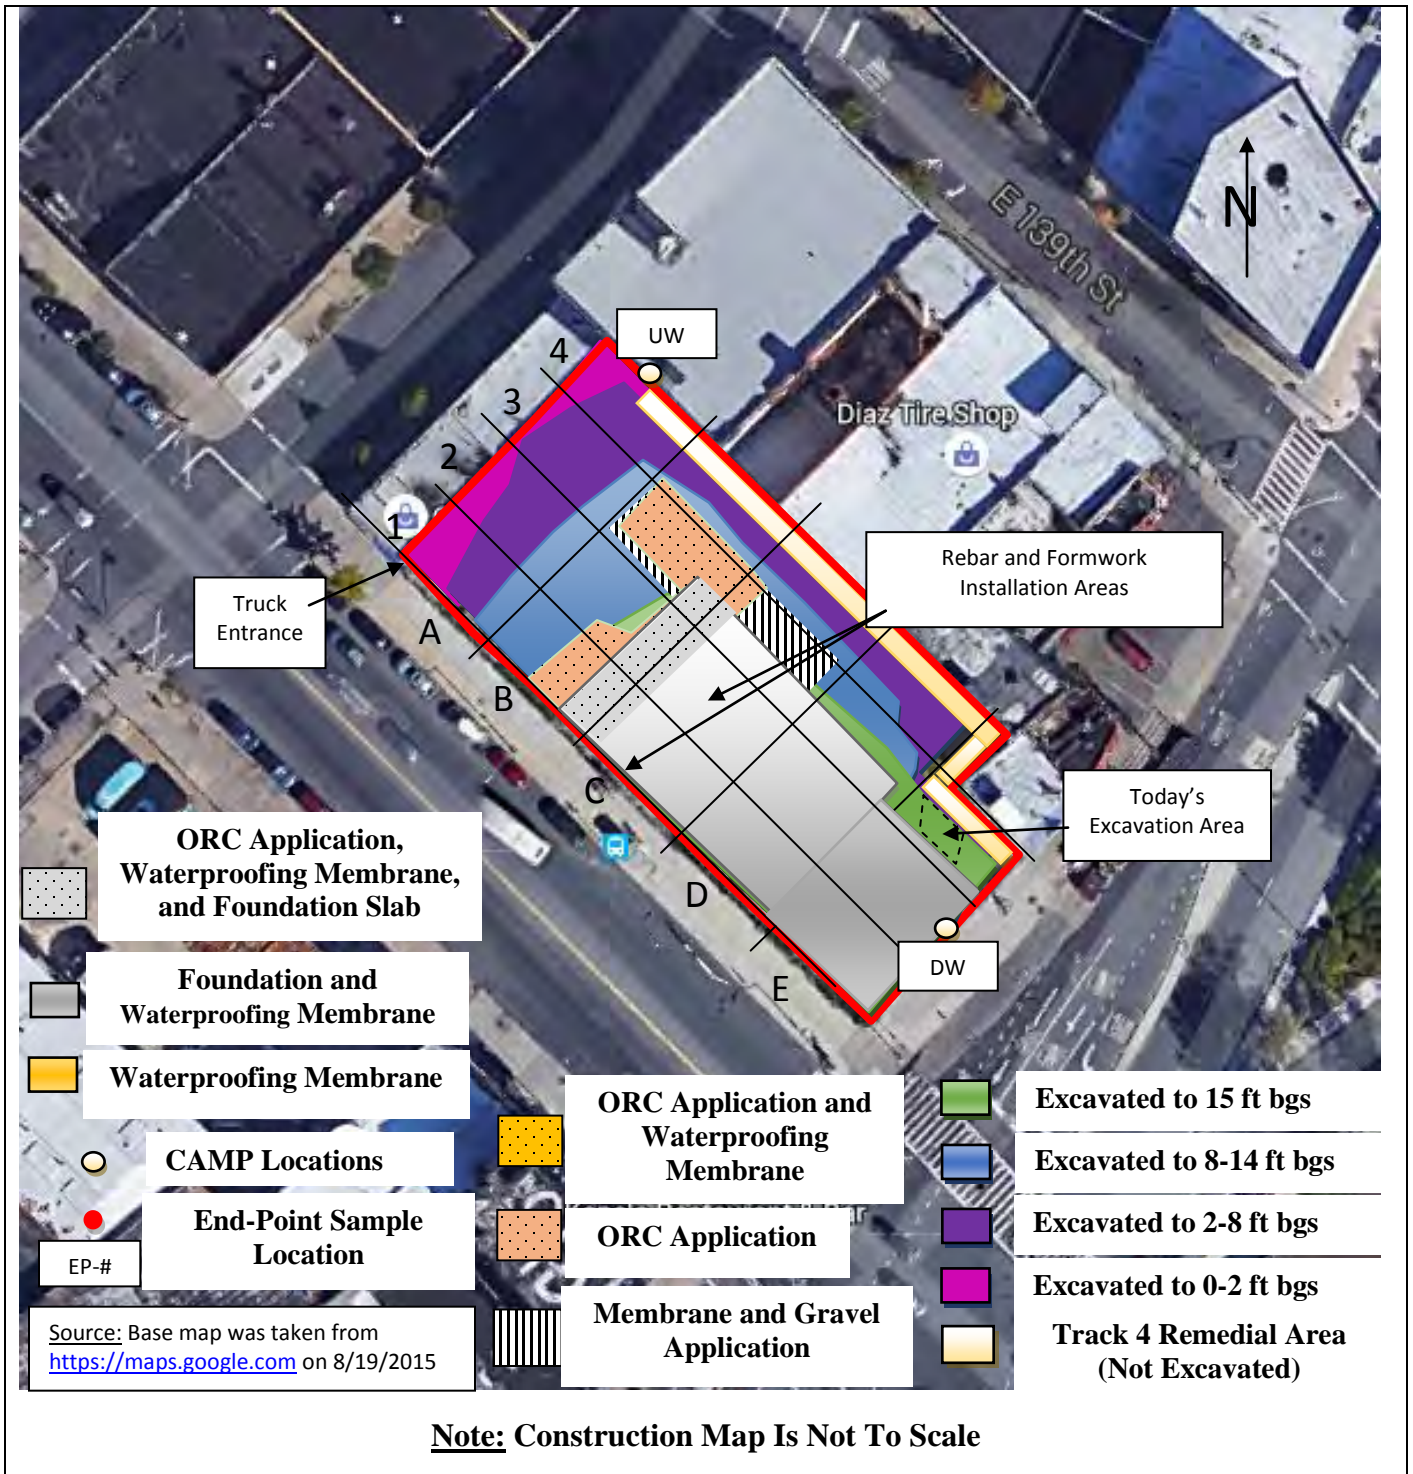 N
E 139th St
UW
4
3
Diaz Tire Shop
2
1
Rebar and Formwork
Installation Areas
Truck
Entrance
A
B
C
Today's
Excavation Area
D
DW
E
ORC Application,
Waterproofing Membrane,
and Foundation Slab
Foundation and
Waterproofing Membrane
Waterproofing Membrane
CAMP Locations
End-Point Sample
Location
EP-#
Source: Base map was taken from
https://maps.google.com on 8/19/2015
ORC Application and
Waterproofing
Membrane
ORC Application
Membrane and Gravel
Application
Excavated to 15 ft bgs
Excavated to 8-14 ft bgs
Excavated to 2-8 ft bgs
Excavated to 0-2 ft bgs
Track 4 Remedial Area
(Not Excavated)
Note: Construction Map Is Not To Scale